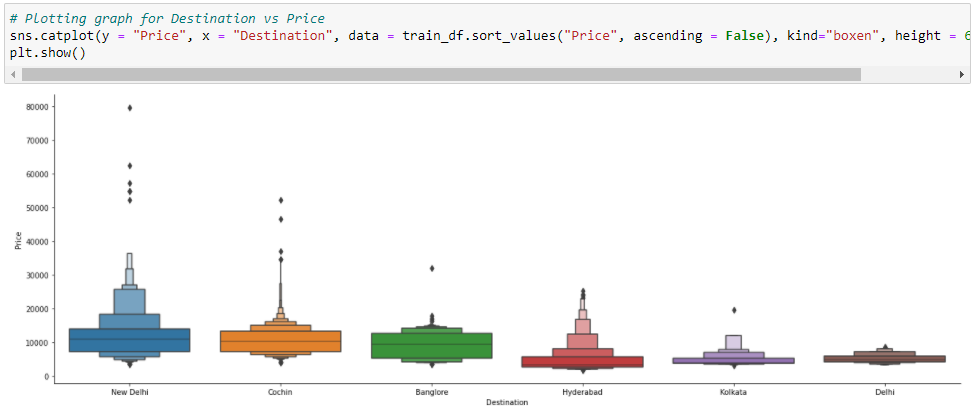 # Plotting graph for Destination vs Price
sns.catplot(y = "Price", x = "Destination", data = train_df.sort_values("Price", ascending = False), kind="boxen", height = 6
plt.show()
80000
70000
60000
50000
40000
30000
20000
10000
0
Price
New Delhi Cochin Banglore Hyderabad Kolkata Delhi
Destination